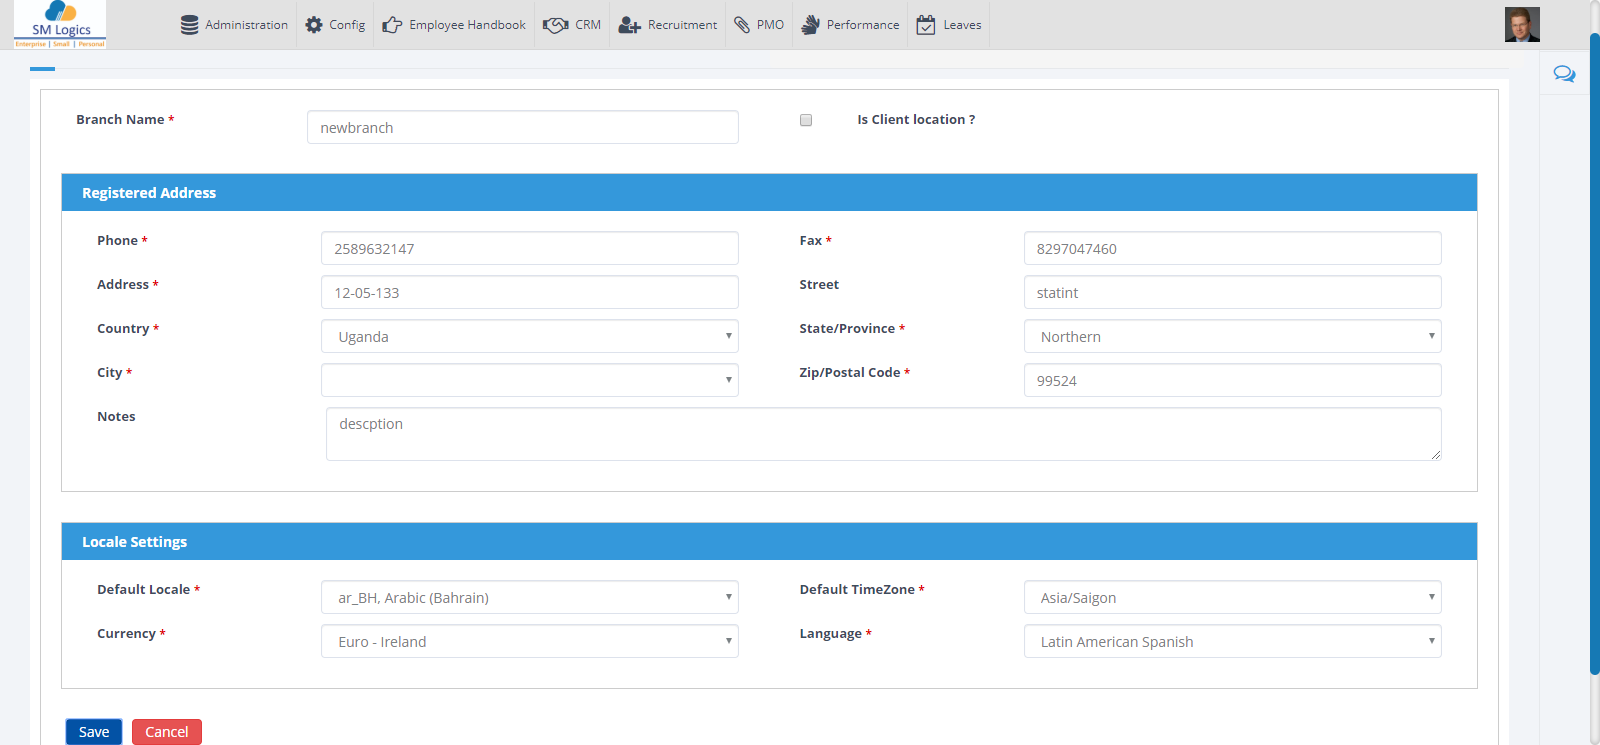 SM Logics
Enterprise | Small | Personal
Administration
Config
Employee Handbook
CRM
Recruitment
PMO
Performance
Leaves
Branch Name *
newbranch
Is Client location ?
Registered Address
Phone *
2589632147
Fax *
8297047460
Address *
12-05-133
Street
statint
Country *
Uganda
State/Province *
Northern
City *
Zip/Postal Code *
99524
Notes
descption
Locale Settings
Default Locale *
ar_BH, Arabic (Bahrain)
Default TimeZone *
Asia/Saigon
Currency *
Euro - Ireland
Language *
Latin American Spanish
Save
Cancel